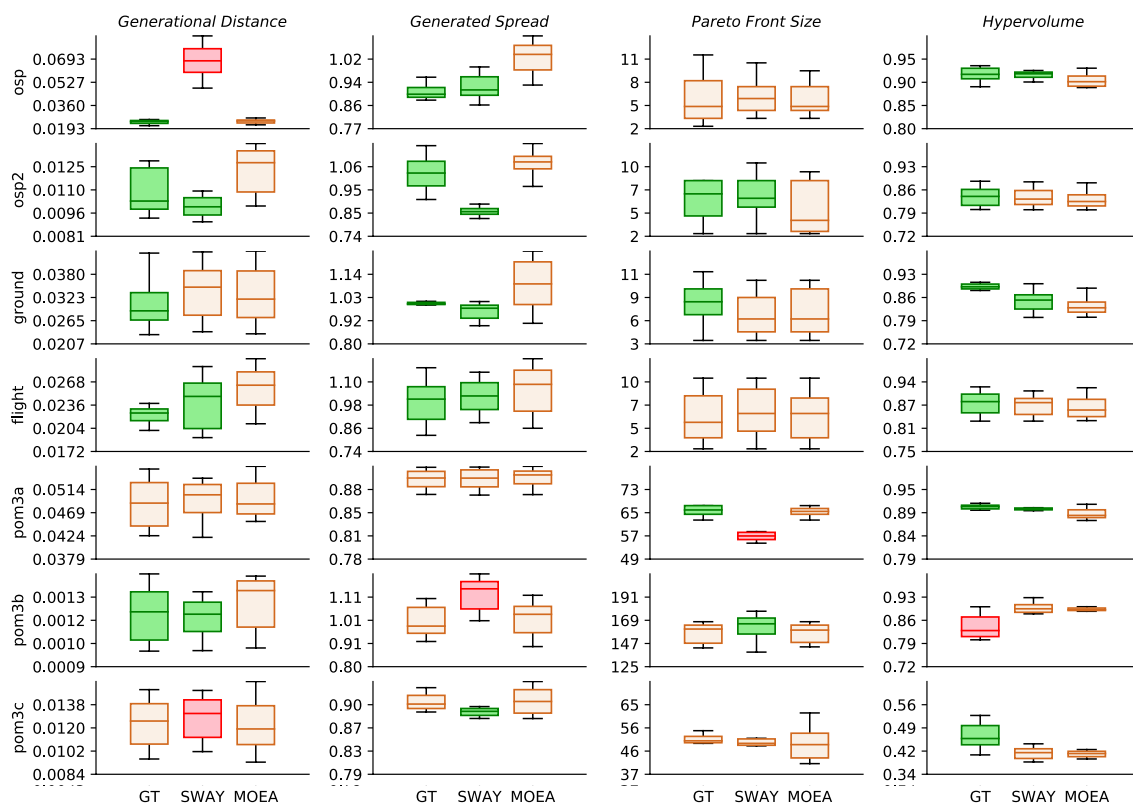 Generational Distance Generated Spread Pareto Front Size Hypervolume
osp
0.0693 1.02 11 0.95
0.0527 0.94 8 0.90
0.0360 0.86 5 0.85
0.0193 0.77 2 0.80
osp2
0.0125 1.06 10 0.93
0.0110 0.95 7 0.86
0.0096 0.85 5 0.79
0.0081 0.74 2 0.72
ground
0.0380 1.14 11 0.93
0.0323 1.03 9 0.86
0.0265 0.92 6 0.79
0.0207 0.80 3 0.72
flight
0.0268 1.10 10 0.94
0.0236 0.98 7 0.87
0.0204 0.86 5 0.81
0.0172 0.74 2 0.75
pom3a
0.0514 0.88 73 0.95
0.0469 0.85 65 0.89
0.0424 0.81 57 0.84
0.0379 0.78 49 0.79
pom3b
0.0013 1.11 191 0.93
0.0012 1.01 169 0.86
0.0010 0.91 147 0.79
0.0009 0.80 125 0.72
pom3c
0.0138 0.90 65 0.56
0.0120 0.87 56 0.49
0.0102 0.83 46 0.42
0.0084 0.79 37 0.34
GT SWAY MOEA GT SWAY MOEA GT SWAY MOEA GT SWAY MOEA